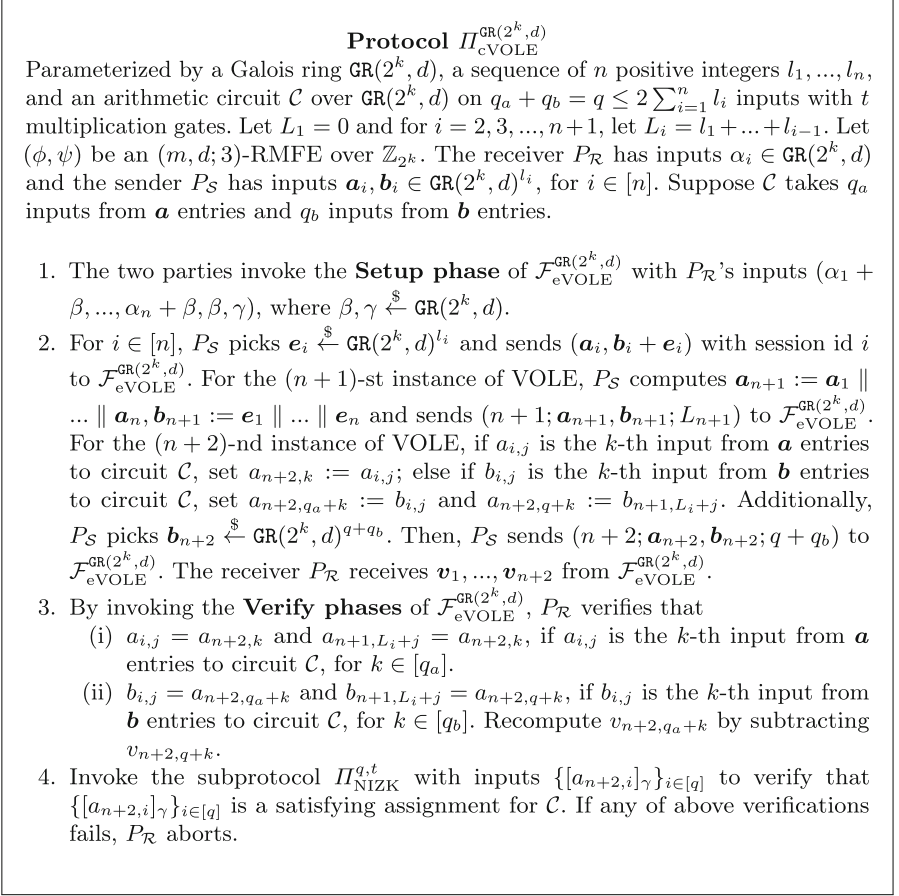 Protocol Π_{cVOLE}^{GR(2^k,d)}
Parameterized by a Galois ring GR(2^k, d), a sequence of n positive integers l_1, ..., l_n,
and an arithmetic circuit 𝒞 over GR(2^k, d) on q_a + q_b = q ≤ 2 ∑_{i=1}^{n} l_i inputs with t
multiplication gates. Let L_1 = 0 and for i = 2, 3, ..., n+1, let L_i = l_1 + ... + l_{i−1}. Let
(ϕ, ψ) be an (m, d; 3)-RMFE over ℤ_{2^k}. The receiver P_ℛ has inputs α_i ∈ GR(2^k, d)
and the sender P_𝒮 has inputs 𝒂_i, 𝒃_i ∈ GR(2^k, d)^{l_i}, for i ∈ [n]. Suppose 𝒞 takes q_a
inputs from 𝒂 entries and q_b inputs from 𝒃 entries.
1. The two parties invoke the Setup phase of ℱ_{eVOLE}^{GR(2^k,d)} with P_ℛ's inputs (α_1 +
β, ..., α_n + β, β, γ), where β, γ ←$ GR(2^k, d).
2. For i ∈ [n], P_𝒮 picks 𝒆_i ←$ GR(2^k, d)^{l_i} and sends (𝒂_i, 𝒃_i + 𝒆_i) with session id i
to ℱ_{eVOLE}^{GR(2^k,d)}. For the (n + 1)-st instance of VOLE, P_𝒮 computes 𝒂_{n+1} := 𝒂_1 ∥
... ∥ 𝒂_n, 𝒃_{n+1} := 𝒆_1 ∥ ... ∥ 𝒆_n and sends (n + 1; 𝒂_{n+1}, 𝒃_{n+1}; L_{n+1}) to ℱ_{eVOLE}^{GR(2^k,d)}.
For the (n + 2)-nd instance of VOLE, if a_{i,j} is the k-th input from 𝒂 entries
to circuit 𝒞, set a_{n+2,k} := a_{i,j}; else if b_{i,j} is the k-th input from 𝒃 entries
to circuit 𝒞, set a_{n+2,q_a+k} := b_{i,j} and a_{n+2,q+k} := b_{n+1,L_i+j}. Additionally,
P_𝒮 picks 𝒃_{n+2} ←$ GR(2^k, d)^{q+q_b}. Then, P_𝒮 sends (n + 2; 𝒂_{n+2}, 𝒃_{n+2}; q + q_b) to
ℱ_{eVOLE}^{GR(2^k,d)}. The receiver P_ℛ receives 𝒗_1, ..., 𝒗_{n+2} from ℱ_{eVOLE}^{GR(2^k,d)}.
3. By invoking the Verify phases of ℱ_{eVOLE}^{GR(2^k,d)}, P_ℛ verifies that
(i) a_{i,j} = a_{n+2,k} and a_{n+1,L_i+j} = a_{n+2,k}, if a_{i,j} is the k-th input from 𝒂
entries to circuit 𝒞, for k ∈ [q_a].
(ii) b_{i,j} = a_{n+2,q_a+k} and b_{n+1,L_i+j} = a_{n+2,q+k}, if b_{i,j} is the k-th input from
𝒃 entries to circuit 𝒞, for k ∈ [q_b]. Recompute v_{n+2,q_a+k} by subtracting
v_{n+2,q+k}.
4. Invoke the subprotocol Π_{NIZK}^{q,t} with inputs {[a_{n+2,i}]_γ}_{i∈[q]} to verify that
{[a_{n+2,i}]_γ}_{i∈[q]} is a satisfying assignment for 𝒞. If any of above verifications
fails, P_ℛ aborts.